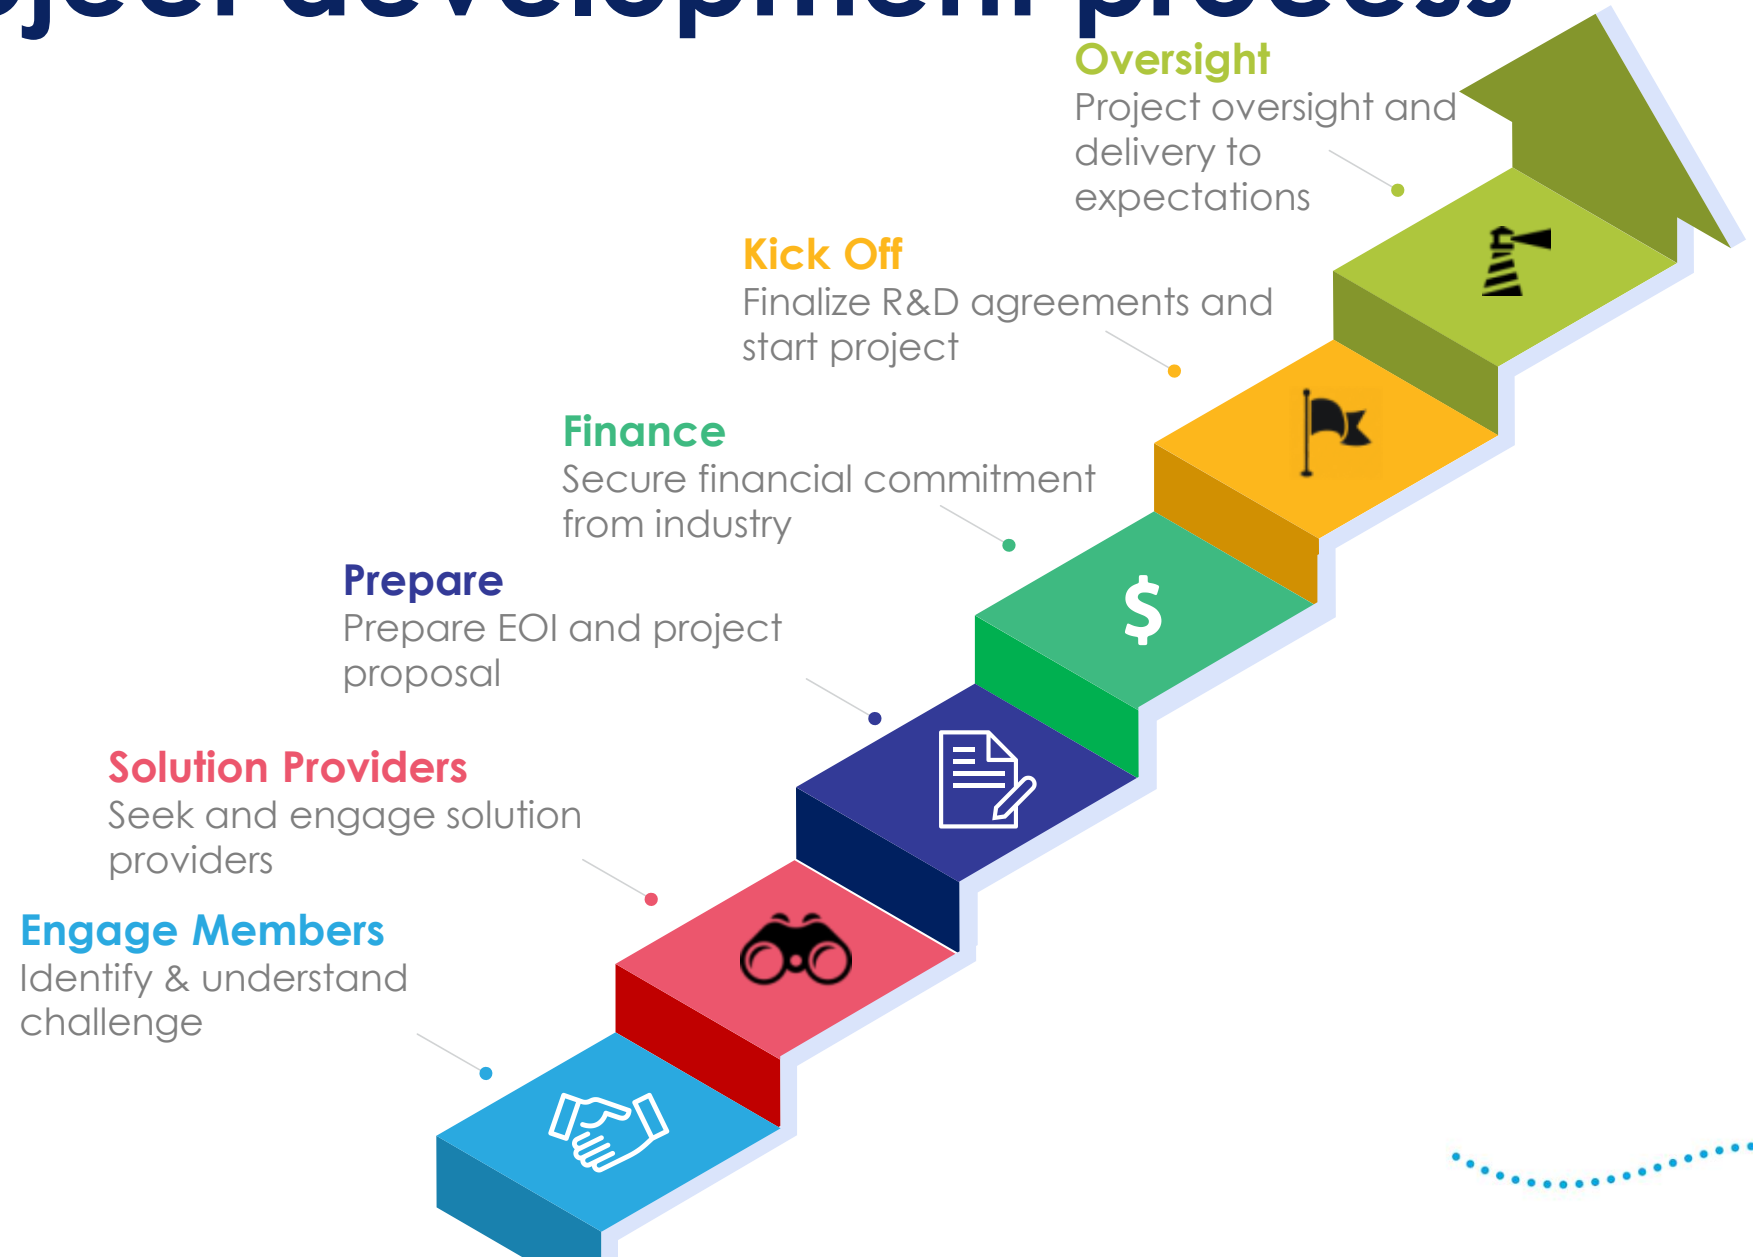 development process
Oversight
Project oversight and
delivery to
expectations
Kick Off
Finalize R&D agreements and
start project
Finance
Secure financial commitment
from industry
Prepare
Prepare EOI and project
proposal
Solution Providers
Seek and engage solution
providers
Engage Members
Identify & understand
challenge
$